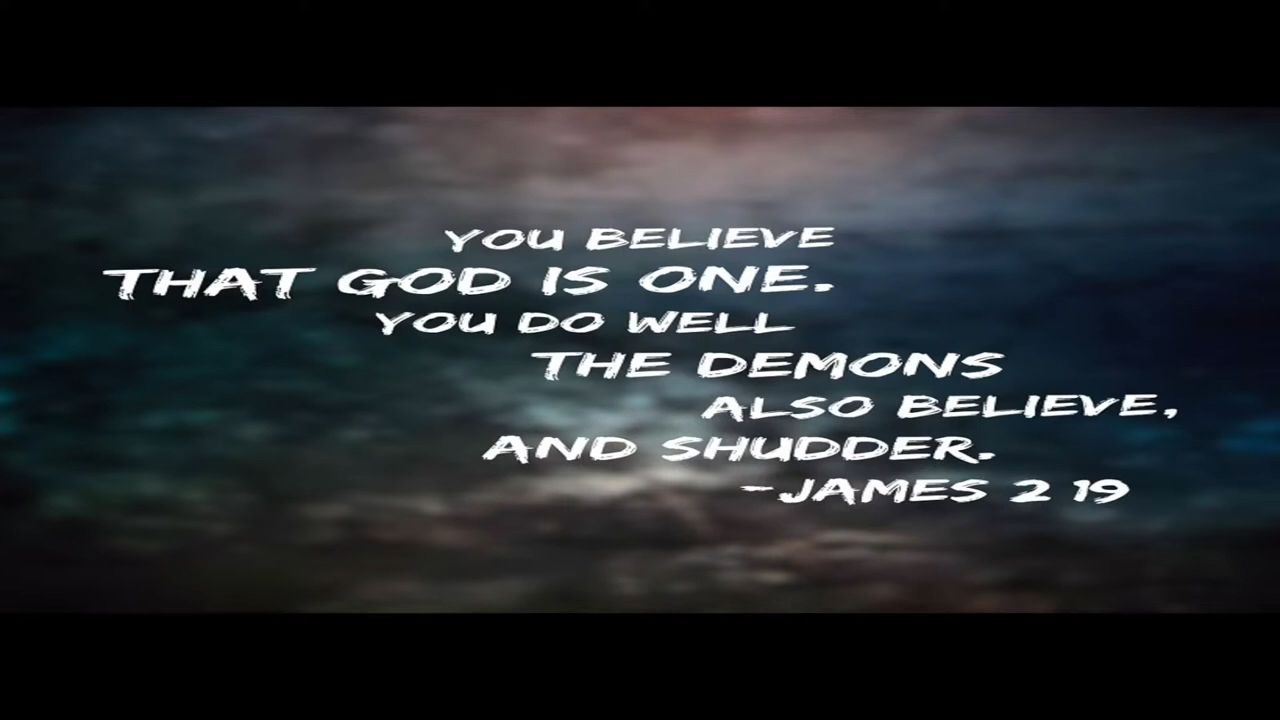 YOU BELIEVE
THAT GOD IS ONE.
YOU DO WELL
THE DEMONS
ALSO BELIEVE,
AND SHUDDER.
-JAMES 2 19